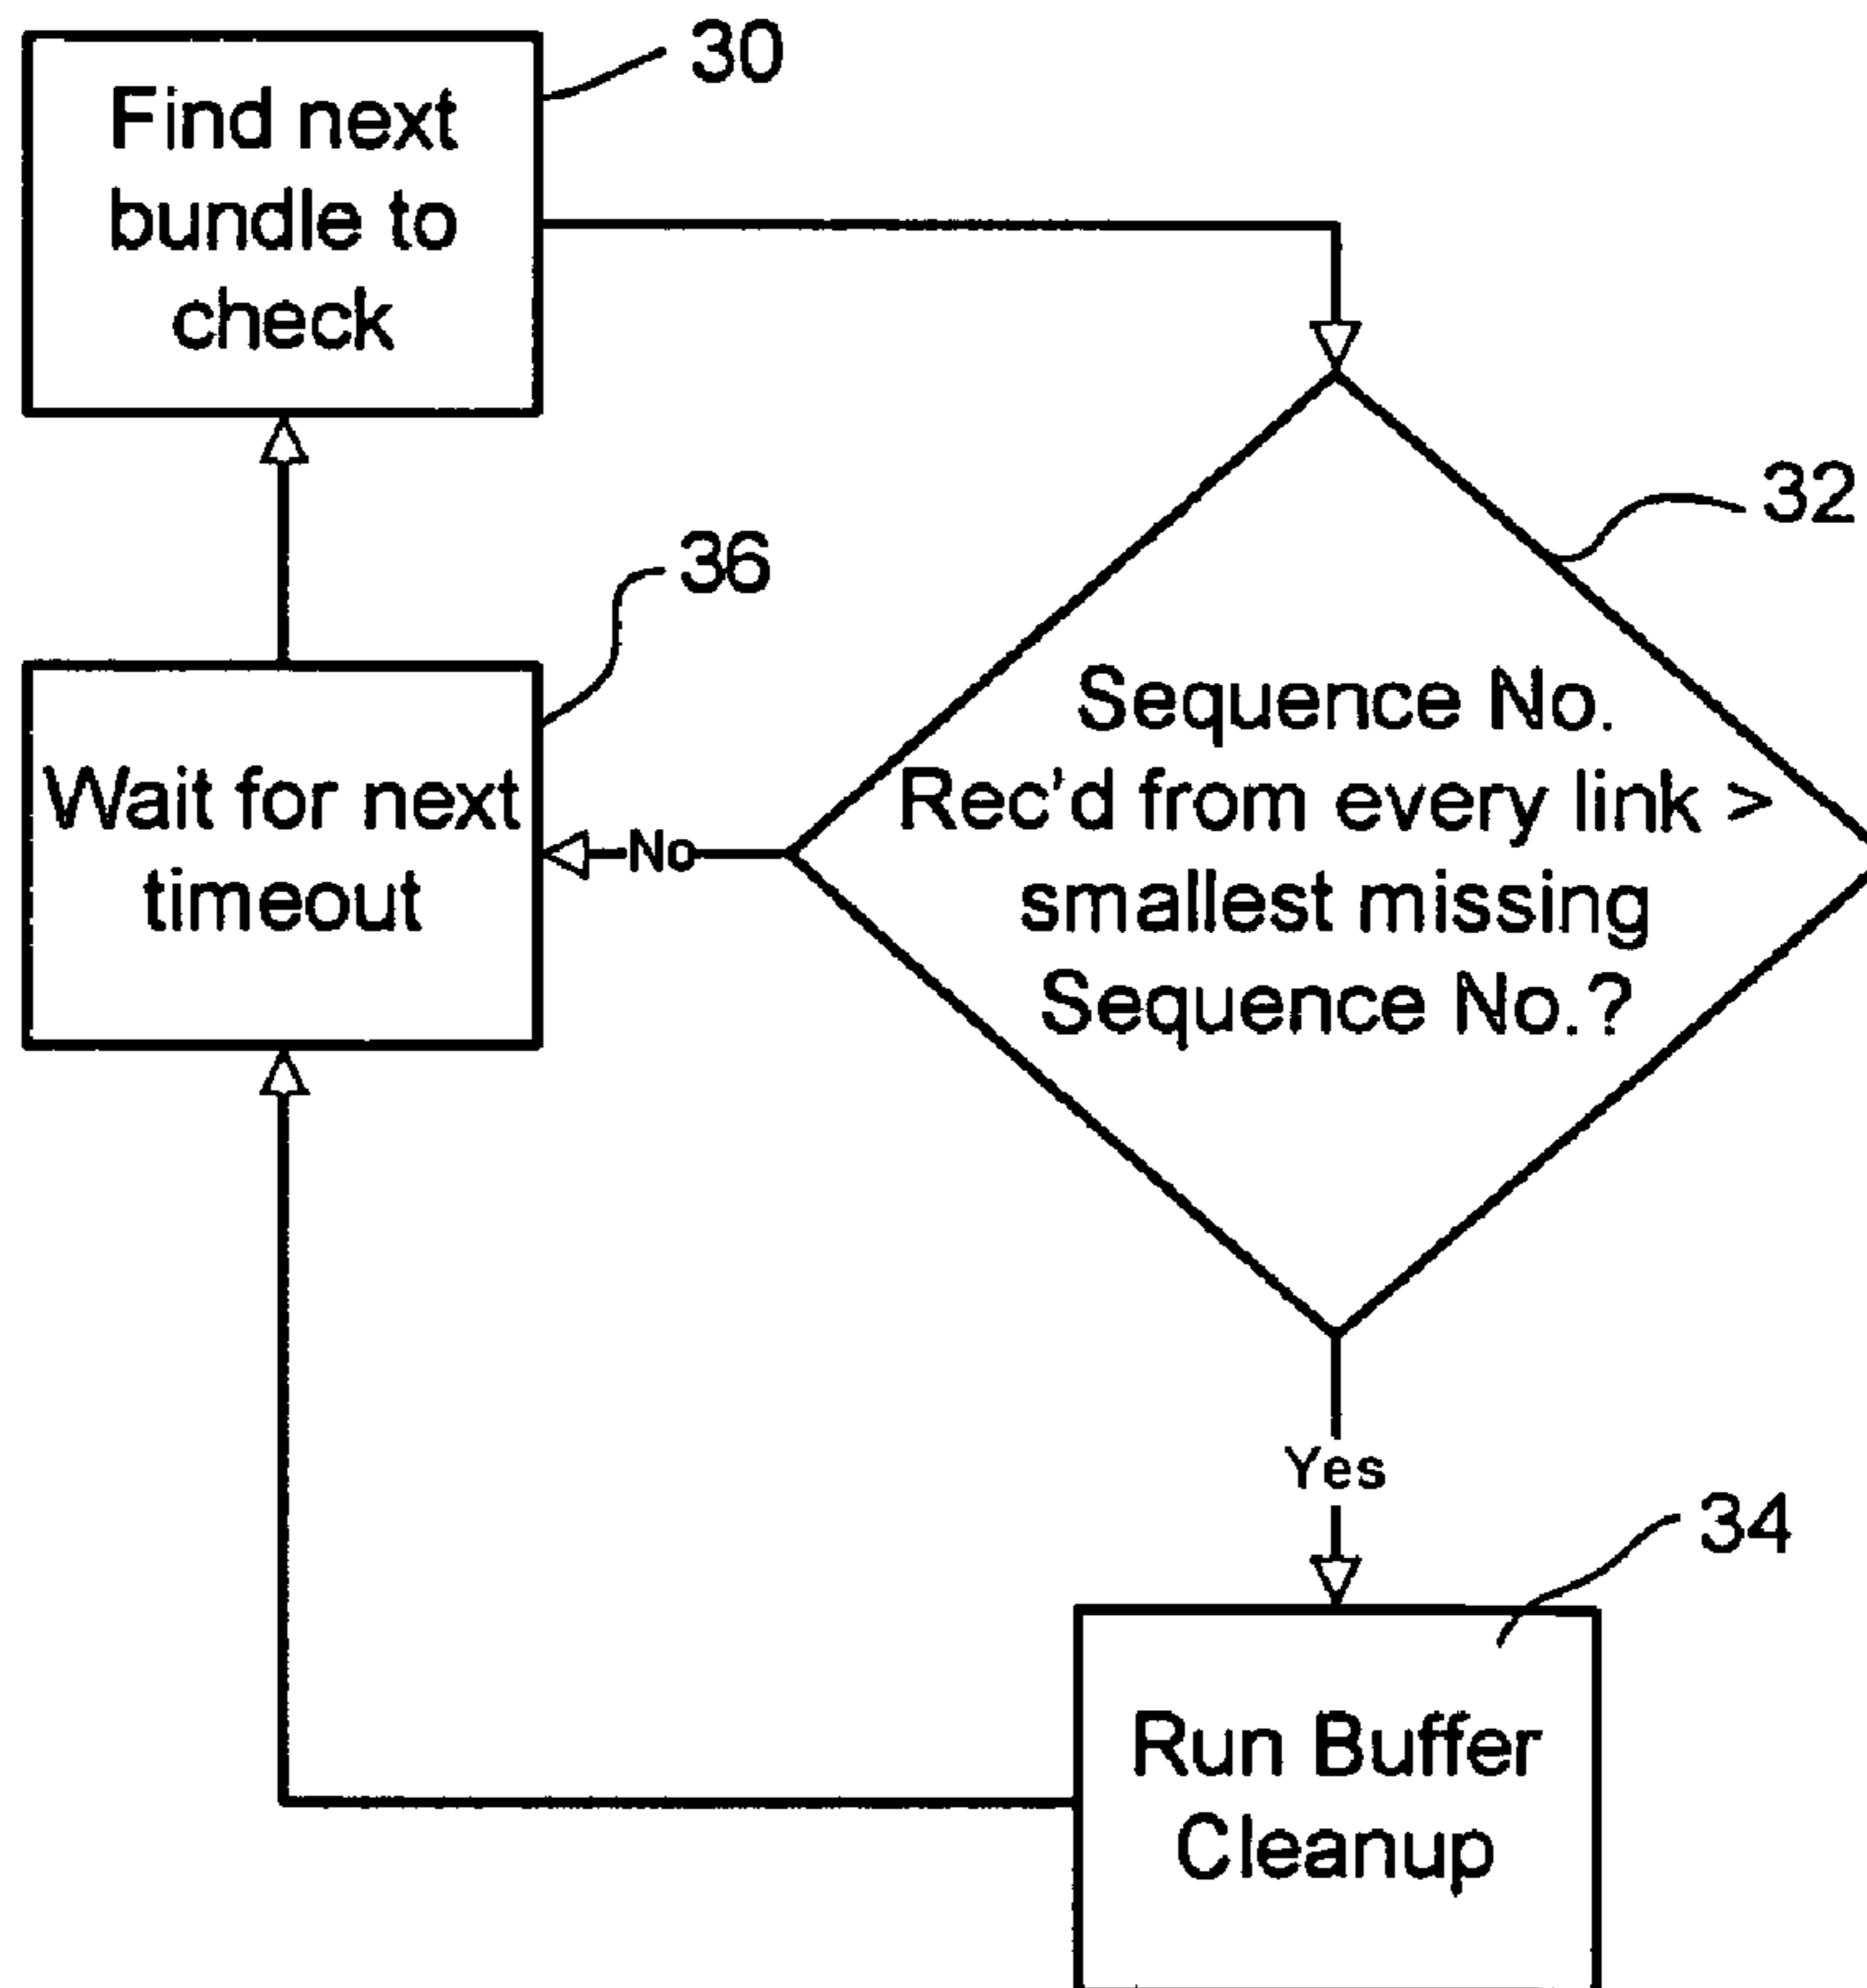 30
Find next
bundle to
check
32
36
Sequence No.
Rec'd from every link >
smallest missing
Sequence No.?
Wait for next
timeout
No
Yes
34
Run Buffer
Cleanup